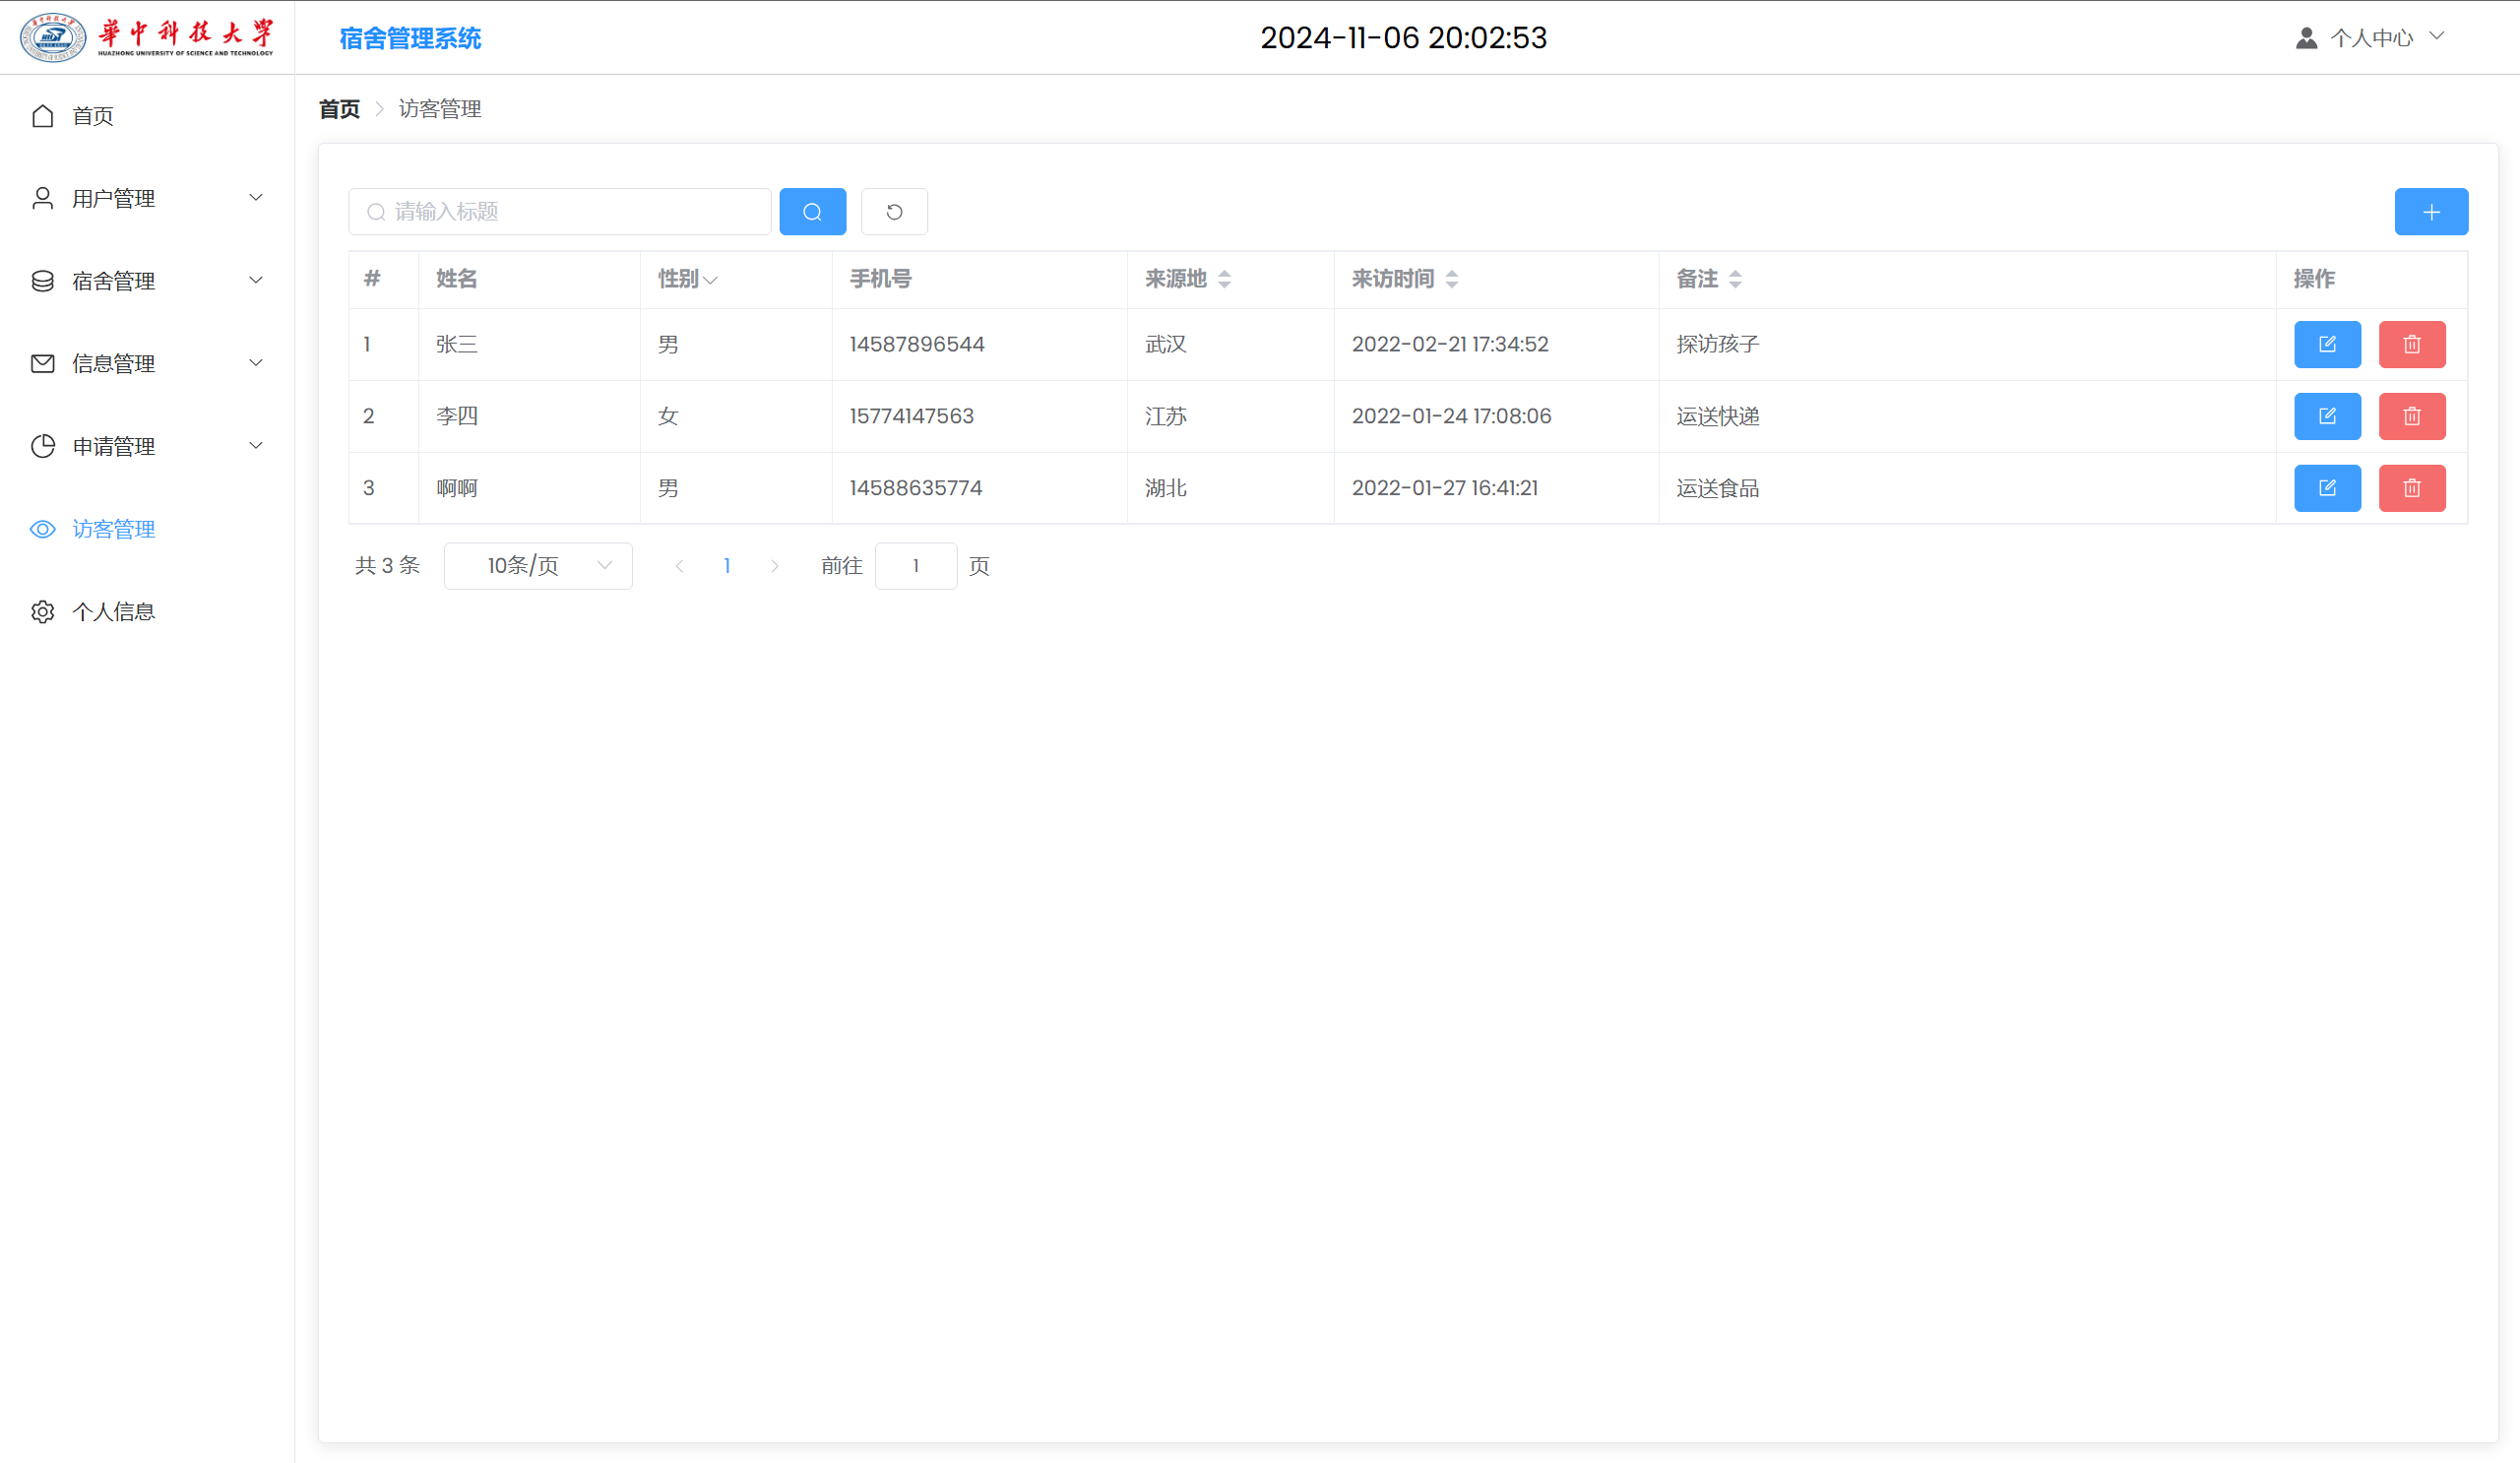 華中科技大学
HUAZHONG UNIVERSITY OF SCIENCE AND TECHNOLOGY
宿舍管理系统
2024-11-06 20:02:53
个人中心
首页
用户管理
宿舍管理
信息管理
申请管理
访客管理
个人信息
首页 访客管理
请输入标题
# 姓名 性别 手机号 来源地 来访时间 备注 操作
1 张三 男 14587896544 武汉 2022-02-21 17:34:52 探访孩子
2 李四 女 15774147563 江苏 2022-01-24 17:08:06 运送快递
3 啊啊 男 14588635774 湖北 2022-01-27 16:41:21 运送食品
共 3 条 10条/页 1 前往 1 页